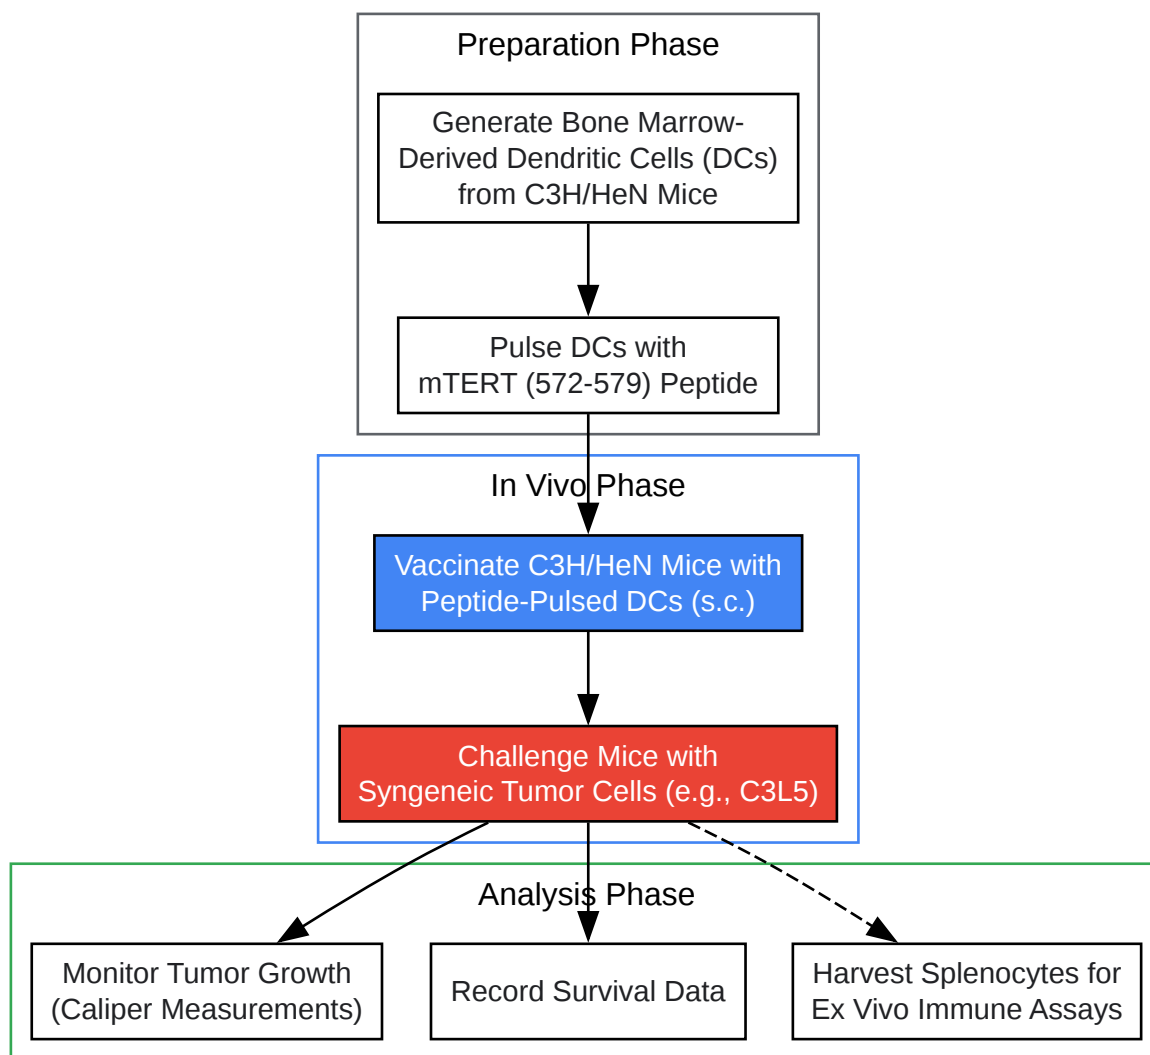 Preparation Phase
Generate Bone Marrow-
Derived Dendritic Cells (DCs)
from C3H/HeN Mice
Pulse DCs with
mTERT (572-579) Peptide
In Vivo Phase
Vaccinate C3H/HeN Mice with
Peptide-Pulsed DCs (s.c.)
Challenge Mice with
Syngeneic Tumor Cells (e.g., C3L5)
Analysis Phase
Monitor Tumor Growth
(Caliper Measurements)
Record Survival Data
Harvest Splenocytes for
Ex Vivo Immune Assays